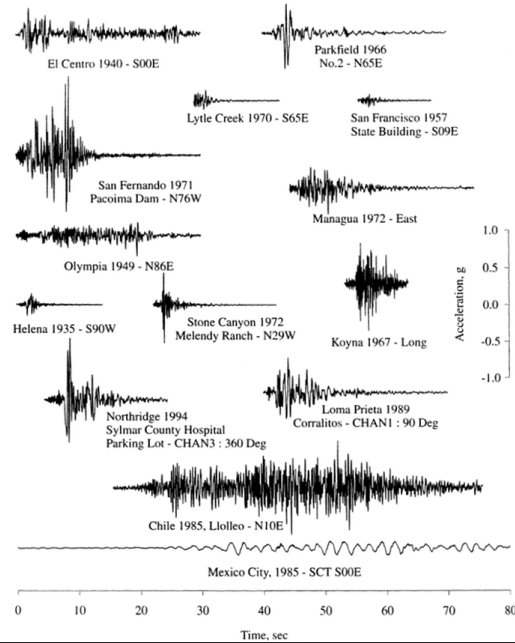 El Centro 1940 - S00E
Parkfield 1966
No.2 - N65E
Lytle Creek 1970 - S65E
San Francisco 1957
State Building - S09E
San Fernando 1971
Pacoima Dam - N76W
Managua 1972 - East
Olympia 1949 - N86E
Helena 1935 - S90W
Stone Canyon 1972
Melendy Ranch - N29W
Koyna 1967 - Long
1.0
0.5
0.0
-0.5
-1.0
Acceleration, g
Northridge 1994
Sylmar County Hospital
Parking Lot - CHAN3 : 360 Deg
Loma Prieta 1989
Corralitos - CHAN1 : 90 Deg
Chile 1985, Llolleo - N10E
Mexico City, 1985 - SCT S00E
0 10 20 30 40 50 60 70 80
Time, sec